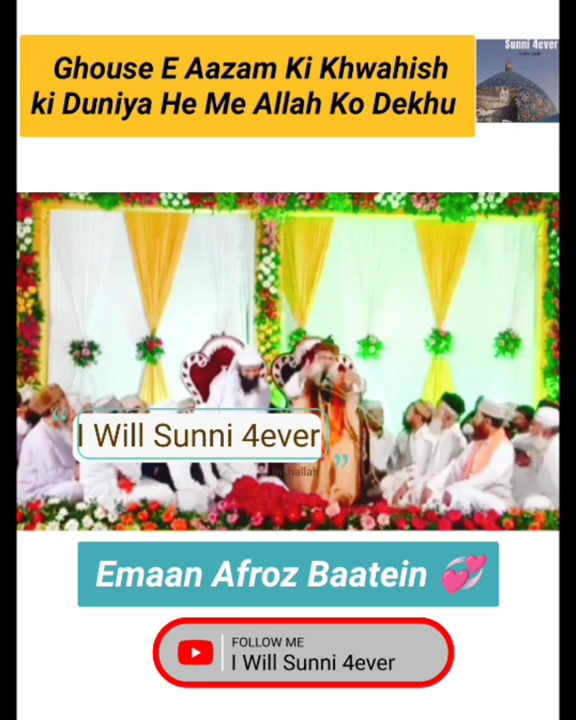 Ghouse E Aazam Ki Khwahish
ki Duniya He Me Allah Ko Dekhu
Sunni 4ever
“I Will Sunni 4ever
Inshallah”
Emaan Afroz Baatein 💞
FOLLOW ME
I Will Sunni 4ever